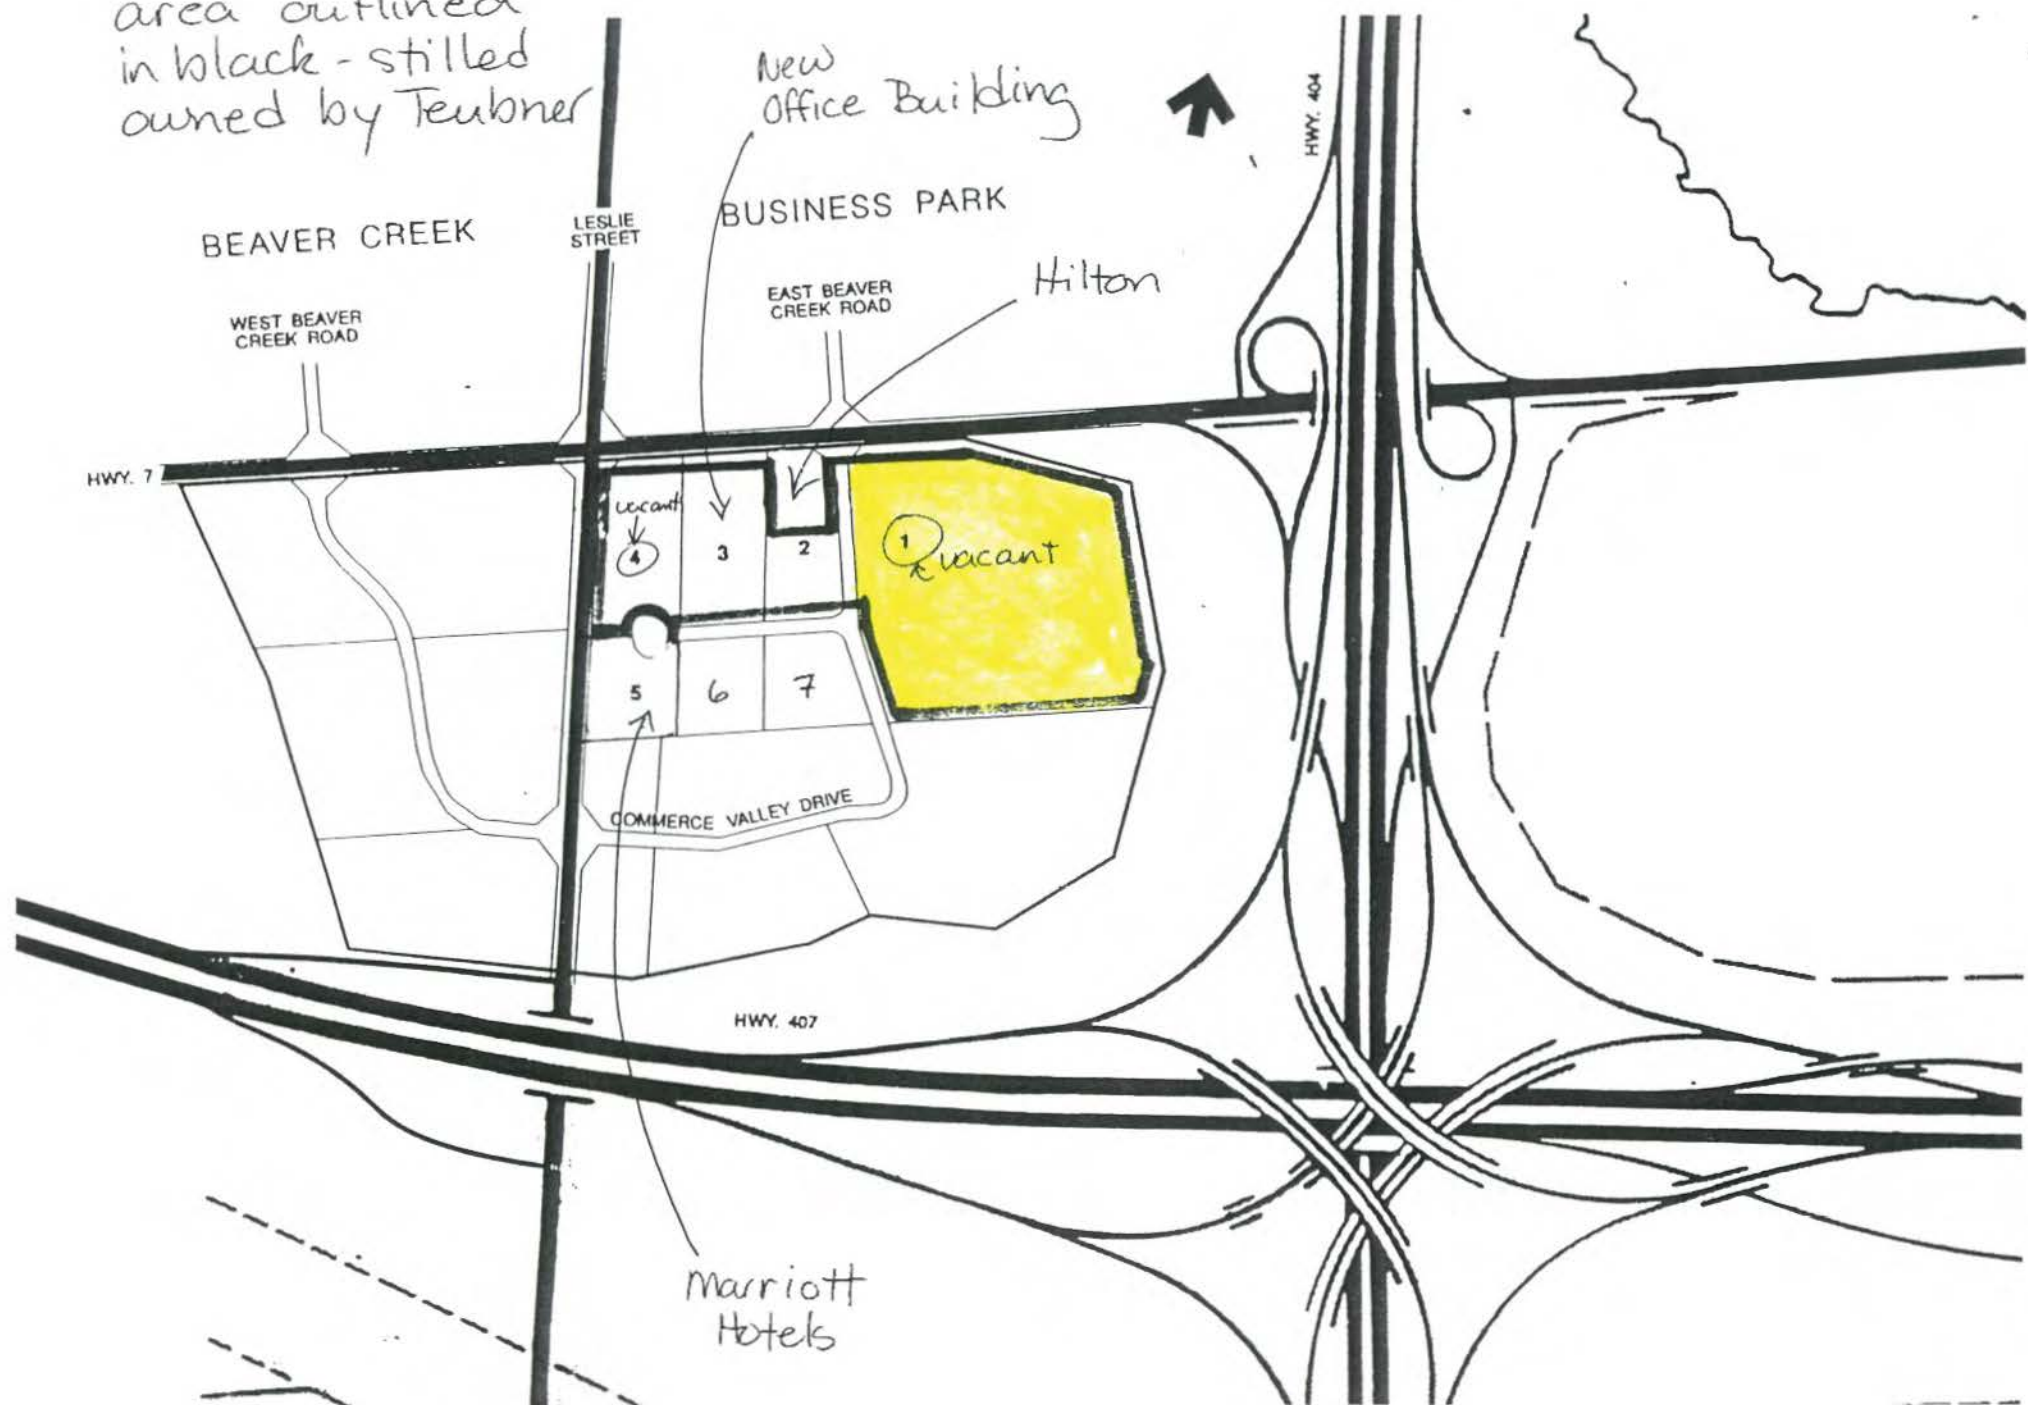 area outlined
in black - stilled
owned by Teubner
New
Office Building
HWY. 404
BEAVER CREEK
LESLIE
STREET
BUSINESS PARK
WEST BEAVER
CREEK ROAD
EAST BEAVER
CREEK ROAD
Hilton
HWY. 7
vacant
4
3
2
1
vacant
5
6
7
COMMERCE VALLEY DRIVE
HWY. 407
Marriott
Hotels